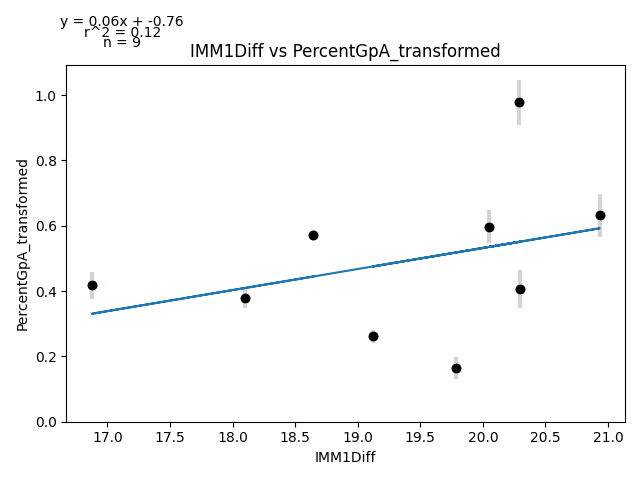 y = 0.06x + -0.76
r^2 = 0.12
n = 9
IMM1Diff vs PercentGpA_transformed
PercentGpA_transformed
1.0
0.8
0.6
0.4
0.2
0.0
17.0 17.5 18.0 18.5 19.0 19.5 20.0 20.5 21.0
IMM1Diff